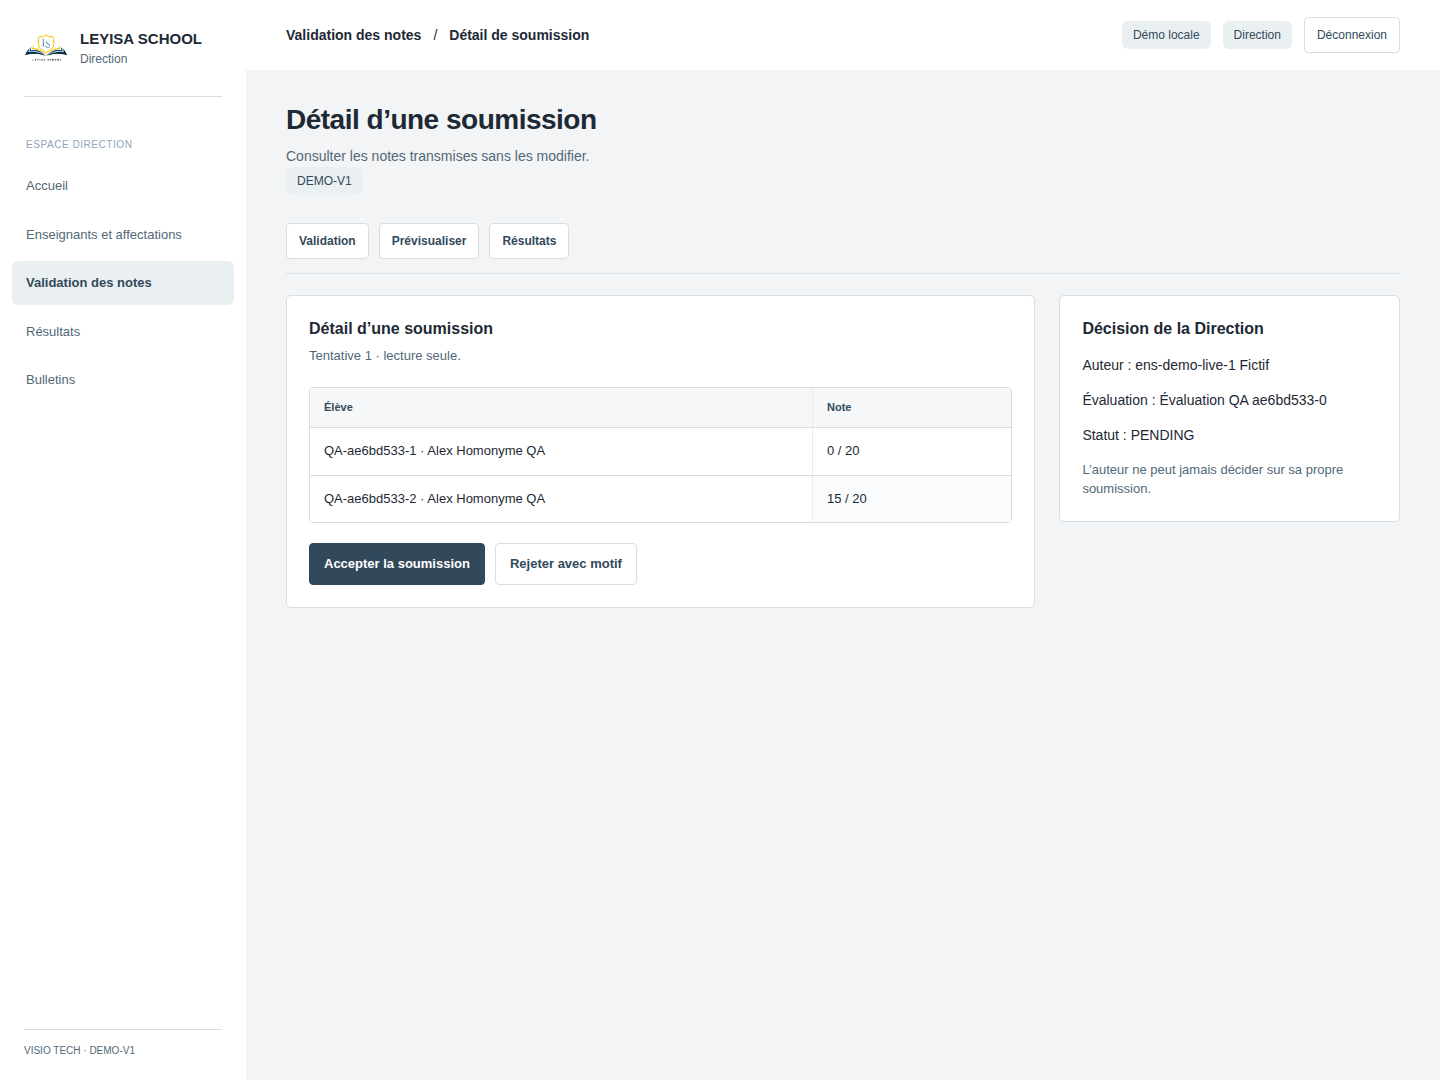 LEYISA SCHOOL
Direction
ESPACE DIRECTION
Accueil
Enseignants et affectations
Validation des notes
Résultats
Bulletins
VISIO TECH · DEMO-V1
Validation des notes / Détail de soumission
Démo locale
Direction
Déconnexion
Détail d’une soumission
Consulter les notes transmises sans les modifier.
DEMO-V1
Validation
Prévisualiser
Résultats
Détail d’une soumission
Tentative 1 · lecture seule.
Élève Note
QA-ae6bd533-1 · Alex Homonyme QA 0 / 20
QA-ae6bd533-2 · Alex Homonyme QA 15 / 20
Accepter la soumission
Rejeter avec motif
Décision de la Direction
Auteur : ens-demo-live-1 Fictif
Évaluation : Évaluation QA ae6bd533-0
Statut : PENDING
L’auteur ne peut jamais décider sur sa propre
soumission.